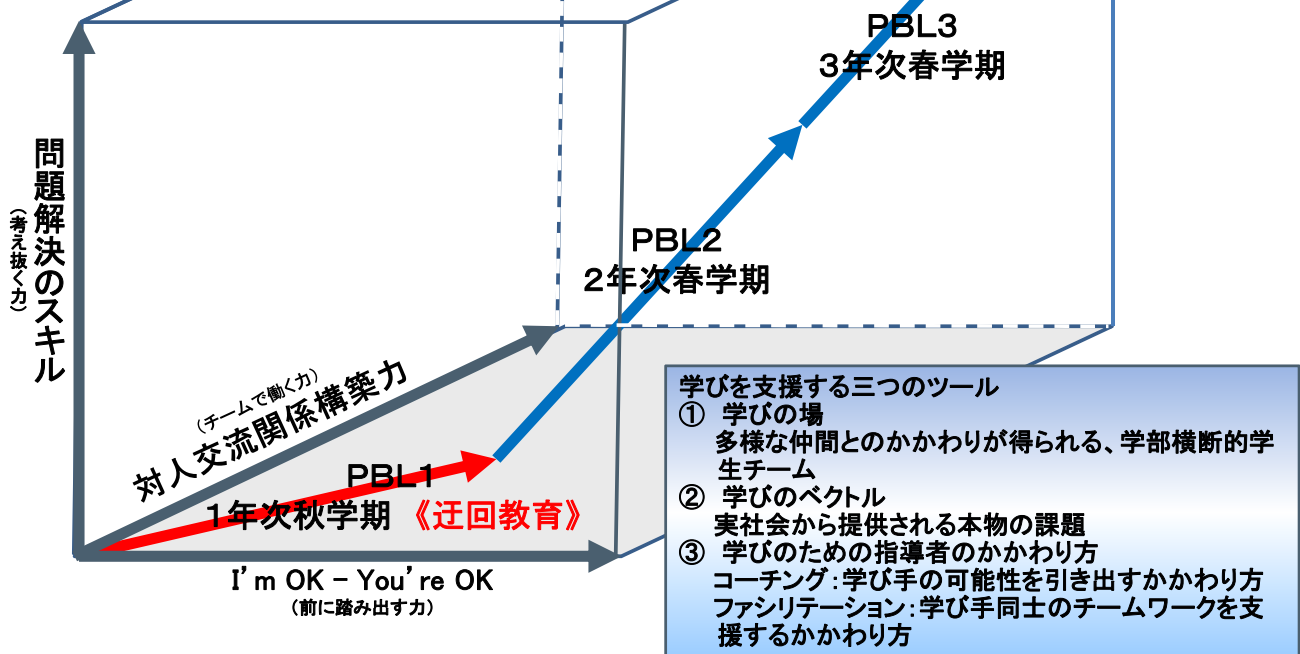 PBL3
3年次春学期
問題解決のスキル
(考え抜く力)
PBL2
2年次春学期
(チームで働く力)
対人交流関係構築力
PBL1
1年次秋学期 《迂回教育》
I’m OK – You’re OK
(前に踏み出す力)
学びを支援する三つのツール
① 学びの場
多様な仲間とのかかわりが得られる、学部横断的学
生チーム
② 学びのベクトル
実社会から提供される本物の課題
③ 学びのための指導者のかかわり方
コーチング:学び手の可能性を引き出すかかわり方
ファシリテーション:学び手同士のチームワークを支
援するかかわり方